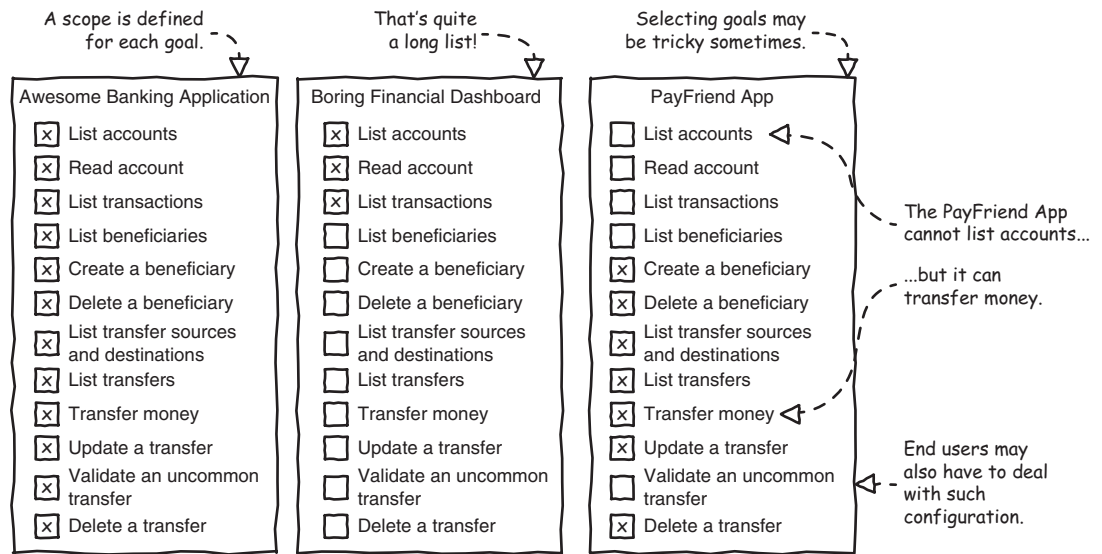 A scope is defined
for each goal.
That's quite
a long list!
Selecting goals may
be tricky sometimes.
Awesome Banking Application
x List accounts
x Read account
x List transactions
x List beneficiaries
x Create a beneficiary
x Delete a beneficiary
x List transfer sources
and destinations
x List transfers
x Transfer money
x Update a transfer
x Validate an uncommon
transfer
x Delete a transfer
Boring Financial Dashboard
x List accounts
x Read account
x List transactions
List beneficiaries
Create a beneficiary
Delete a beneficiary
List transfer sources
and destinations
List transfers
Transfer money
Update a transfer
Validate an uncommon
transfer
Delete a transfer
PayFriend App
List accounts
Read account
List transactions
List beneficiaries
x Create a beneficiary
x Delete a beneficiary
x List transfer sources
and destinations
x List transfers
x Transfer money
x Update a transfer
Validate an uncommon
transfer
x Delete a transfer
The PayFriend App
cannot list accounts...
...but it can
transfer money.
End users may
also have to deal
with such
configuration.